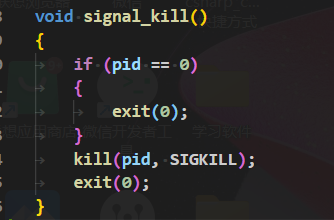 void signal_kill()
{
if (pid == 0)
{
exit(0);
}
kill(pid, SIGKILL);
exit(0);
}